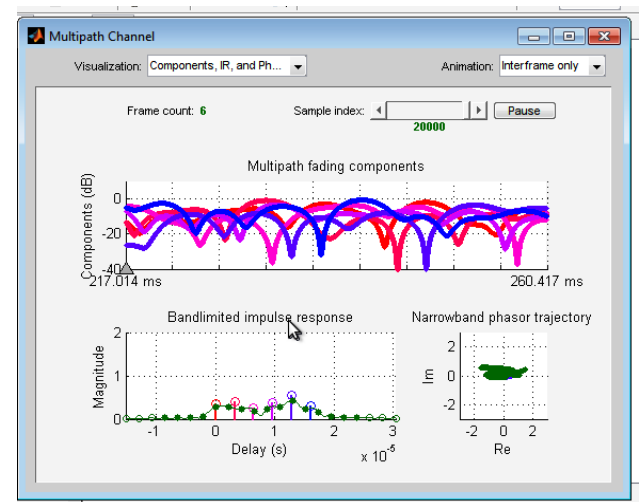 Multipath Channel
Visualization: Components, IR, and Ph... Animation: Interframe only
Frame count: 6 Sample index: Pause
20000
Multipath fading components
Components (dB)
0
-20
-40
217.014 ms 260.417 ms
Bandlimited impulse response
Magnitude
2
1
0
-1 0 1 2 3
Delay (s)
x 10^-5
Narrowband phasor trajectory
Im
2
0
-2
-2 0 2
Re